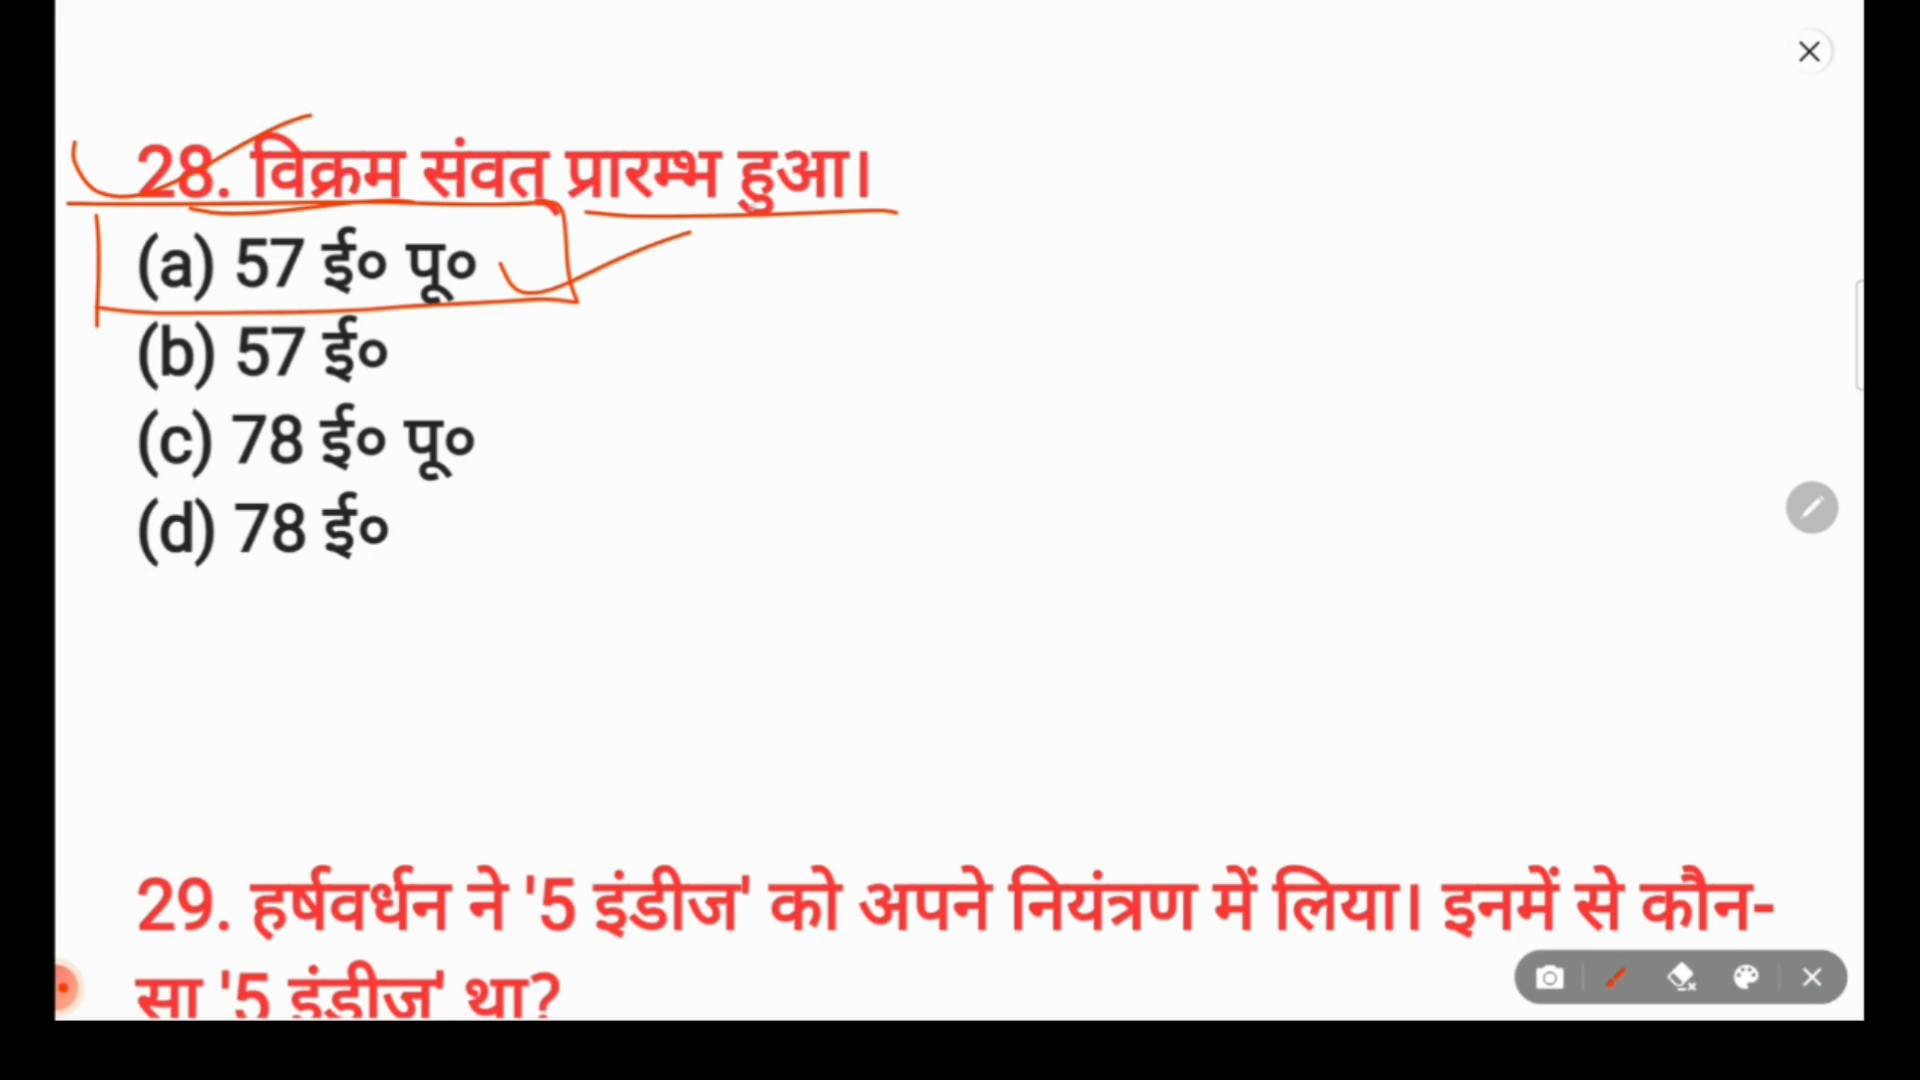 28. विक्रम संवत् प्रारम्भ हुआ।
(a) 57 ई० पू०
(b) 57 ई०
(c) 78 ई० पू०
(d) 78 ई०
29. हर्षवर्धन ने '5 इंडीज' को अपने नियंत्रण में लिया। इनमें से कौन-
सा '5 इंडीज' था?